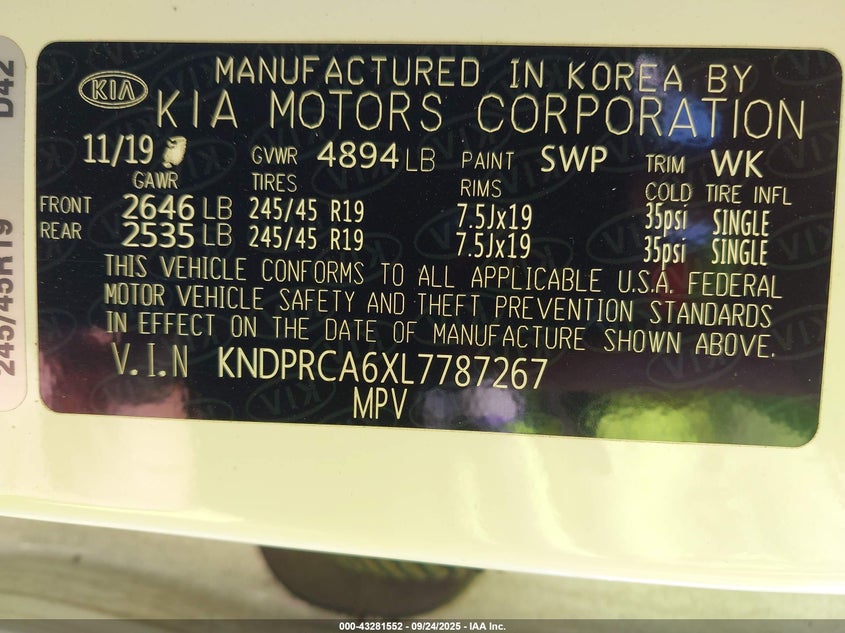 MANUFACTURED IN KOREA BY
KIA KIA MOTORS CORPORATION
11/19 GVWR 4894 LB PAINT SWP TRIM WK
GAWR TIRES RIMS COLD TIRE INFL
FRONT 2646 LB 245/45 R19 7.5Jx19 35psi SINGLE
REAR 2535 LB 245/45 R19 7.5Jx19 35psi SINGLE
THIS VEHICLE CONFORMS TO ALL APPLICABLE U.S.A. FEDERAL
MOTOR VEHICLE SAFETY AND THEFT PREVENTION STANDARDS
IN EFFECT ON THE DATE OF MANUFACTURE SHOWN ABOVE.
V.I.N KNDPRCA6XL7787267
MPV
245/45R19 D42
000-43281552 - 09/24/2025 - IAA Inc.